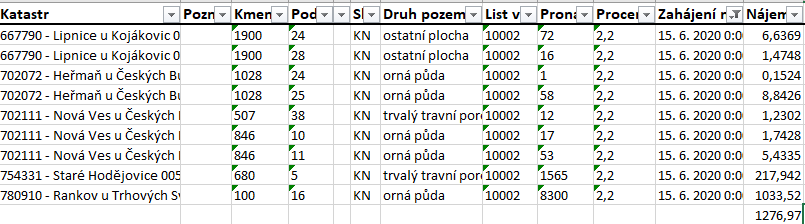 Katastr Pozn Kmen Pod Sl Druh pozem List v Prona Procer Zahájení n Nájem
667790 - Lipnice u Kojákovic 0 1900 24 KN ostatní plocha 10002 72 2,2 15. 6. 2020 0:0 6,6369
667790 - Lipnice u Kojákovic 0 1900 28 KN ostatní plocha 10002 16 2,2 15. 6. 2020 0:0 1,4748
702072 - Heřmaň u Českých Bu 1028 24 KN orná půda 10002 1 2,2 15. 6. 2020 0:0 0,1524
702072 - Heřmaň u Českých Bu 1028 25 KN orná půda 10002 58 2,2 15. 6. 2020 0:0 8,8426
702111 - Nová Ves u Českých 507 38 KN trvalý travní por 10002 12 2,2 15. 6. 2020 0:0 1,2302
702111 - Nová Ves u Českých 846 10 KN orná půda 10002 17 2,2 15. 6. 2020 0:0 1,7428
702111 - Nová Ves u Českých 846 11 KN orná půda 10002 53 2,2 15. 6. 2020 0:0 5,4335
754331 - Staré Hodějovice 005 680 5 KN trvalý travní por 10002 1565 2,2 15. 6. 2020 0:0 217,942
780910 - Rankov u Trhových Sv 100 16 KN orná půda 10002 8300 2,2 15. 6. 2020 0:0 1033,52
1276,97